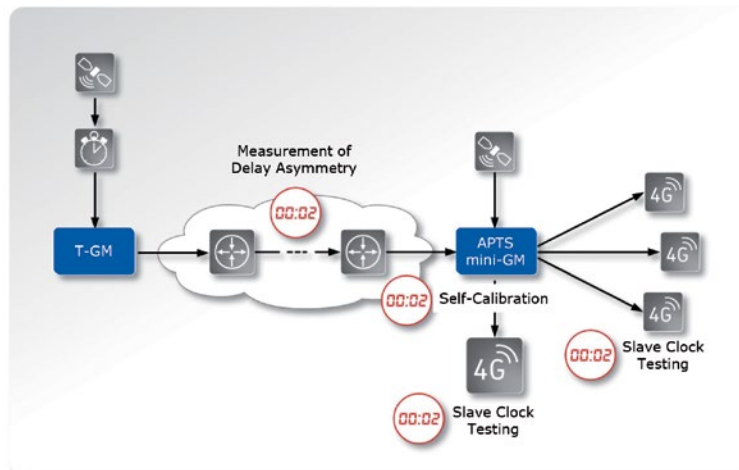 Measurement of
Delay Asymmetry
00:02
T-GM
APTS
mini-GM
4G
4G
4G
00:02
Self-Calibration
4G
00:02
Slave Clock
Testing
00:02
Slave Clock
Testing